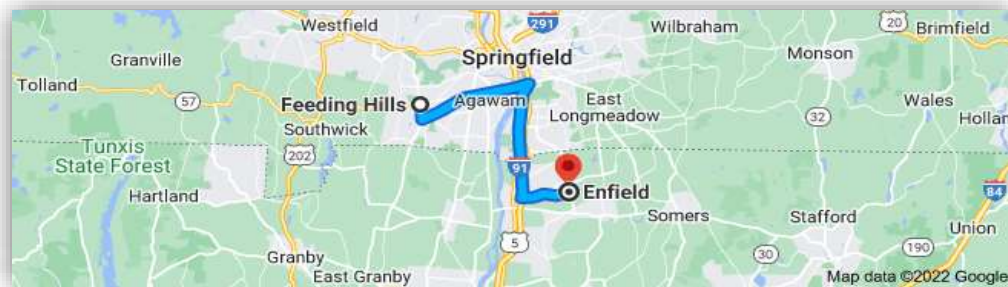 Westfield
291
Wilbraham
20
Brimfield
Granville
Springfield
Monson
Tolland
57
Feeding Hills
Agawam
East
Longmeadow
32
Wales
Hollan
Southwick
Tunxis
State Forest
202
91
Enfield
Hartland
Somers
Stafford
84
Union
5
30
190
Granby
East Granby
Map data ©2022 Google